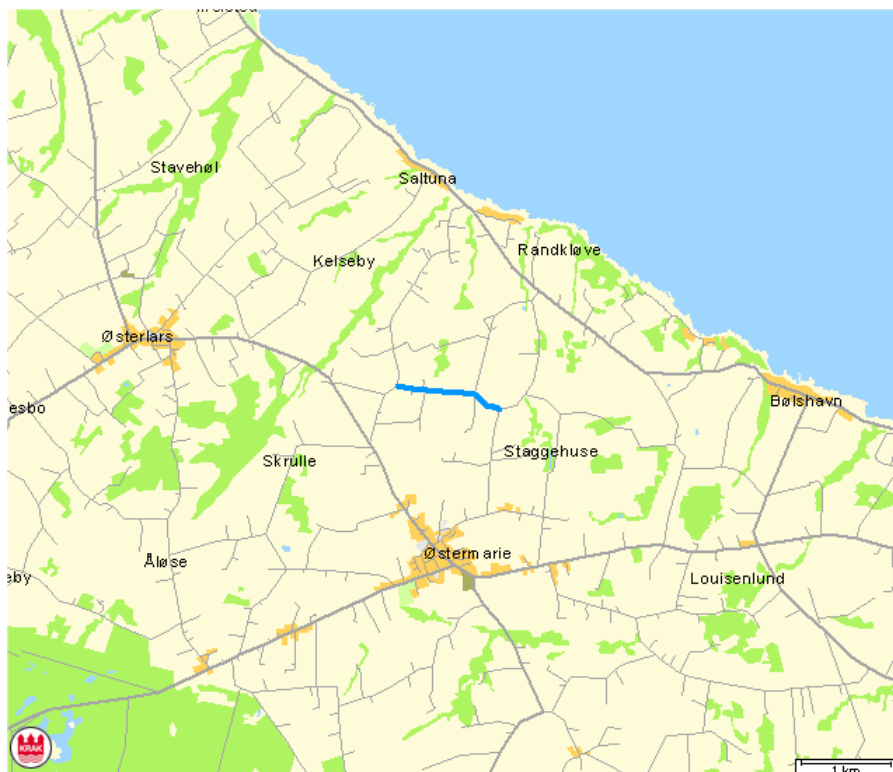 Stavehøl
Saltuna
Randkløve
Kelseby
Østerlars
esbo
Bølshavn
Staggehuse
Skrulle
Østermarie
Åløse
eby
Louisenlund
KRAK
1 km